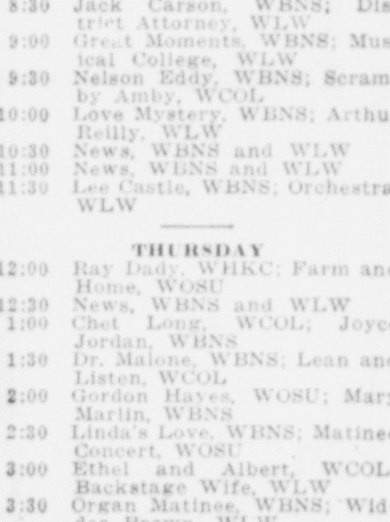 8:30 Jack Carson, WBNS; Dis
trict Attorney, WLW
9:00 Great Moments, WBNS; Mus
ical College, WLW
9:30 Nelson Eddy, WBNS; Scram
by Amby, WCOL
10:00 Love Mystery, WBNS; Arthu
Reilly, WLW
10:30 News, WBNS and WLW
11:00 News, WBNS and WLW
11:30 Lee Castle, WBNS; Orchestra
WLW
THURSDAY
12:00 Ray Dady, WHKC; Farm and
Home, WOSU
12:30 News, WBNS and WLW
1:00 Chet Long, WCOL; Joyce
Jordan, WBNS
1:30 Dr. Malone, WBNS; Lean and
Listen, WCOL
2:00 Gordon Hayes, WOSU; Mary
Marlin, WBNS
2:30 Linda's Love, WBNS; Matinee
Concert, WOSU
3:00 Ethel and Albert, WCOL
Backstage Wife, WLW
3:30 Organ Matinee, WBNS; Wid
der Brown, WLW